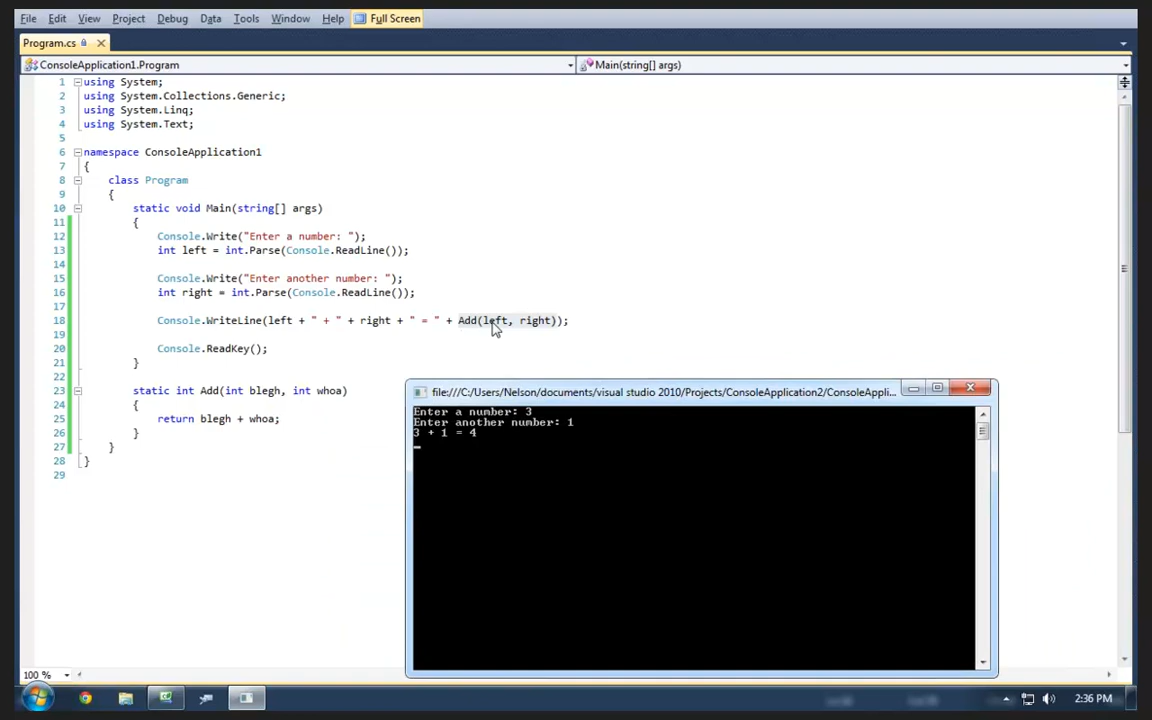 File Edit View Project Debug Data Tools Window Help Full Screen
Program.cs
ConsoleApplication1.Program Main(string[] args)
1 using System;
2 using System.Collections.Generic;
3 using System.Linq;
4 using System.Text;
5
6 namespace ConsoleApplication1
7 {
8 class Program
9 {
10 static void Main(string[] args)
11 {
12 Console.Write("Enter a number: ");
13 int left = int.Parse(Console.ReadLine());
14
15 Console.Write("Enter another number: ");
16 int right = int.Parse(Console.ReadLine());
17
18 Console.WriteLine(left + " + " + right + " = " + Add(left, right));
19
20 Console.ReadKey();
21 }
22
23 static int Add(int blegh, int whoa)
24 {
25 return blegh + whoa;
26 }
27 }
28 }
29
file:///C:/Users/Nelson/documents/visual studio 2010/Projects/ConsoleApplication2/ConsoleAppli...
Enter a number: 3
Enter another number: 1
3 + 1 = 4
100 %
2:36 PM